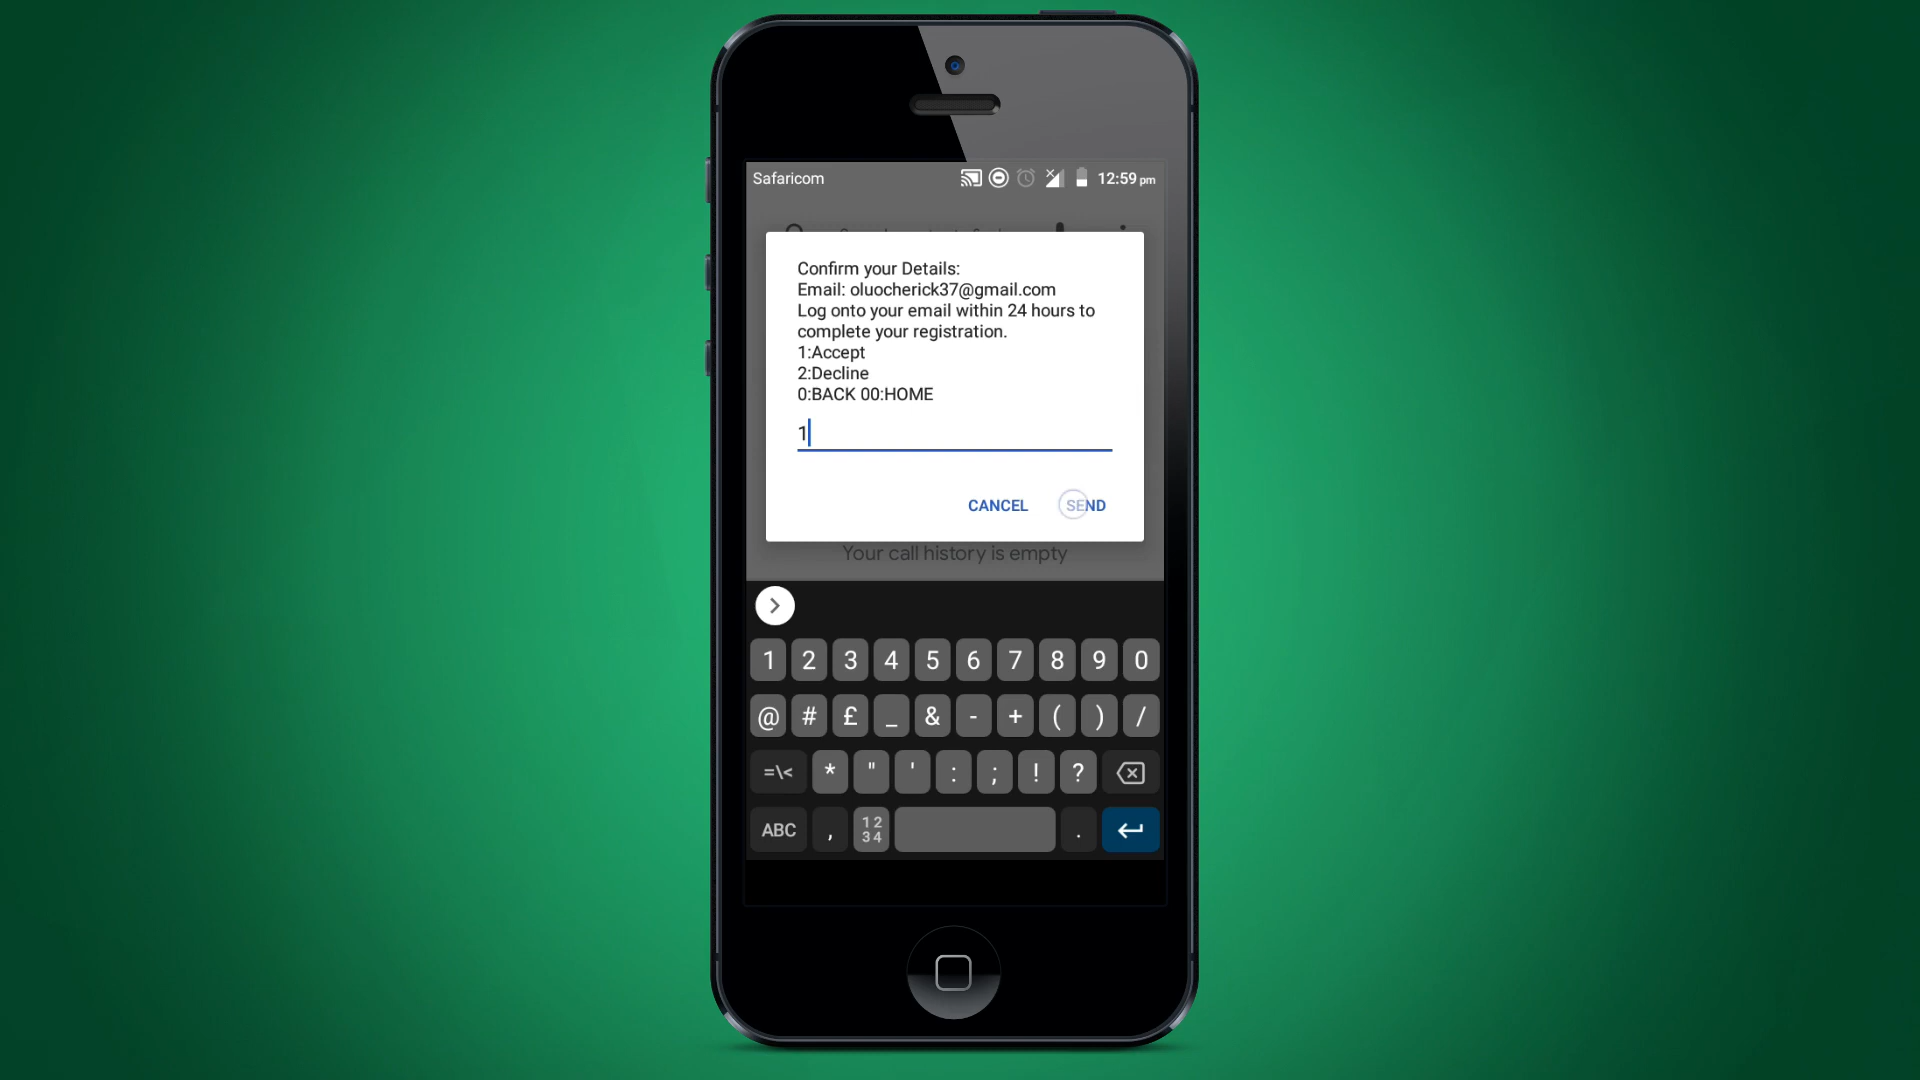 Safaricom
12:59 pm
Confirm your Details:
Email: oluocherick37@gmail.com
Log onto your email within 24 hours to
complete your registration.
1:Accept
2:Decline
0:BACK 00:HOME
1
CANCEL SEND
Your call history is empty
1 2 3 4 5 6 7 8 9 0
@ # £ _ & - + ( ) /
=\< * " ' : ; ! ?
ABC , 12 34 .